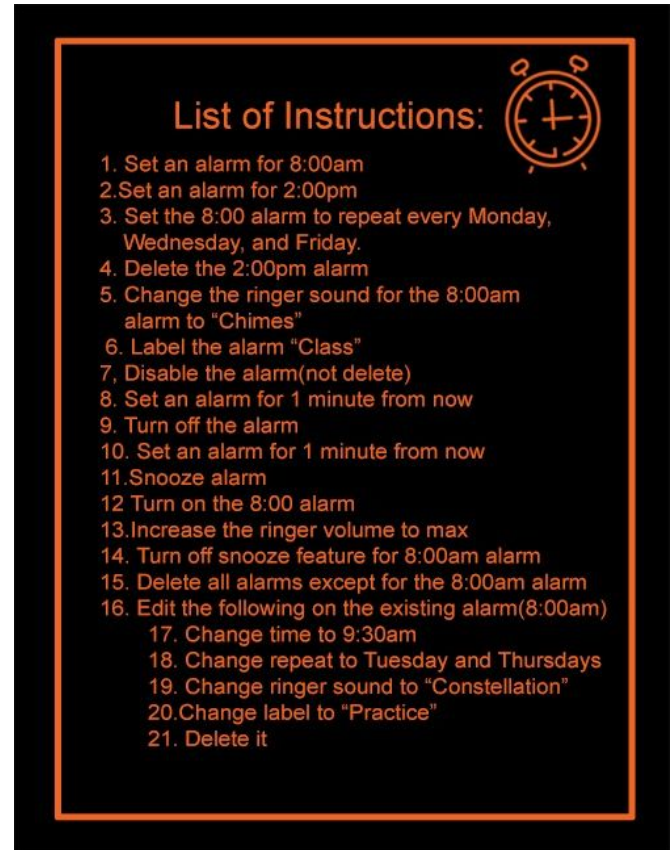 List of Instructions:
1. Set an alarm for 8:00am
2.Set an alarm for 2:00pm
3. Set the 8:00 alarm to repeat every Monday,
Wednesday, and Friday.
4. Delete the 2:00pm alarm
5. Change the ringer sound for the 8:00am
alarm to “Chimes”
6. Label the alarm “Class”
7, Disable the alarm(not delete)
8. Set an alarm for 1 minute from now
9. Turn off the alarm
10. Set an alarm for 1 minute from now
11.Snooze alarm
12 Turn on the 8:00 alarm
13.Increase the ringer volume to max
14. Turn off snooze feature for 8:00am alarm
15. Delete all alarms except for the 8:00am alarm
16. Edit the following on the existing alarm(8:00am)
17. Change time to 9:30am
18. Change repeat to Tuesday and Thursdays
19. Change ringer sound to “Constellation”
20.Change label to “Practice”
21. Delete it